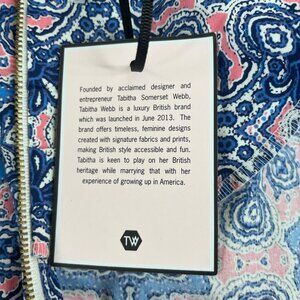 Founded by acclaimed designer and
entrepreneur Tabitha Somerset Webb,
Tabitha Webb is a luxury British brand
which was launched in June 2013. The
brand offers timeless, feminine designs
created with signature fabrics and prints,
making British style accessible and fun.
Tabitha is keen to play on her British
heritage while marrying that with her
experience of growing up in America.
TW